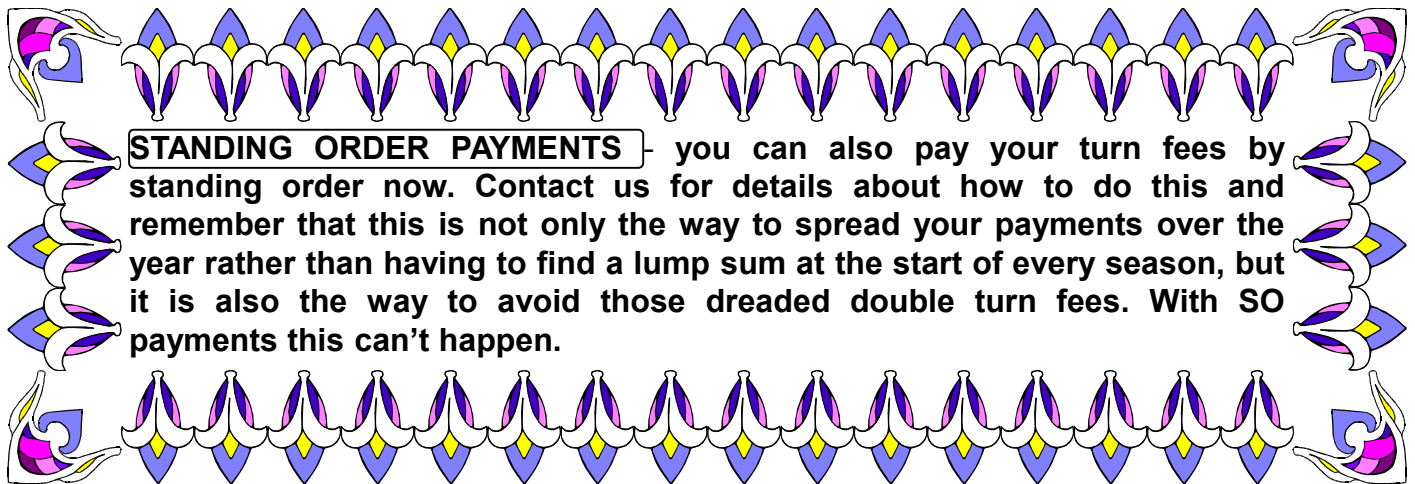 STANDING ORDER PAYMENTS - you can also pay your turn fees by
standing order now. Contact us for details about how to do this and
remember that this is not only the way to spread your payments over the
year rather than having to find a lump sum at the start of every season, but
it is also the way to avoid those dreaded double turn fees. With SO
payments this can’t happen.